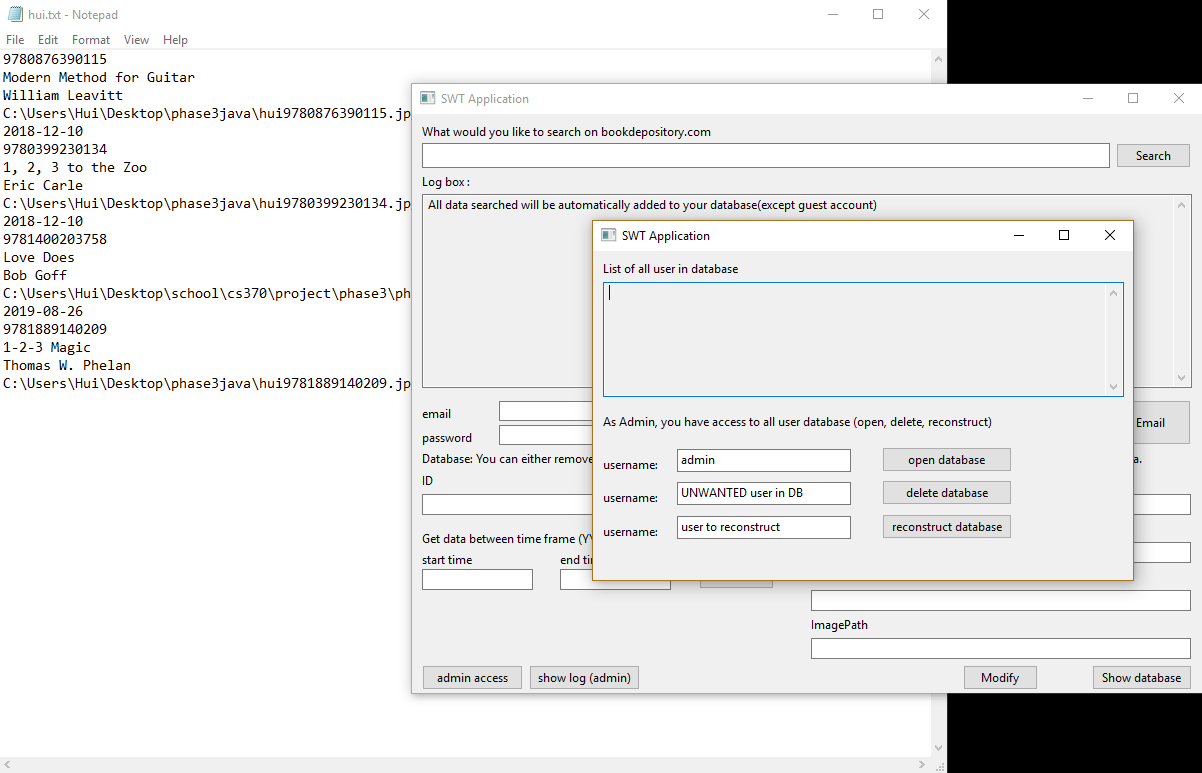 hui.txt - Notepad
File Edit Format View Help
9780876390115
Modern Method for Guitar
William Leavitt
C:\Users\Hui\Desktop\phase3java\hui9780876390115.jp
2018-12-10
9780399230134
1, 2, 3 to the Zoo
Eric Carle
C:\Users\Hui\Desktop\phase3java\hui9780399230134.jp
2018-12-10
9781400203758
Love Does
Bob Goff
C:\Users\Hui\Desktop\school\cs370\project\phase3\ph
2019-08-26
9781889140209
1-2-3 Magic
Thomas W. Phelan
C:\Users\Hui\Desktop\phase3java\hui9781889140209.jp
SWT Application
What would you like to search on bookdepository.com
Search
Log box :
All data searched will be automatically added to your database(except guest account)
email
password
Email
Database: You can either remove
a.
ID
Get data between time frame (YY
start time
end ti
ImagePath
admin access
show log (admin)
Modify
Show database
SWT Application
List of all user in database
As Admin, you have access to all user database (open, delete, reconstruct)
username: admin open database
username: UNWANTED user in DB delete database
username: user to reconstruct reconstruct database